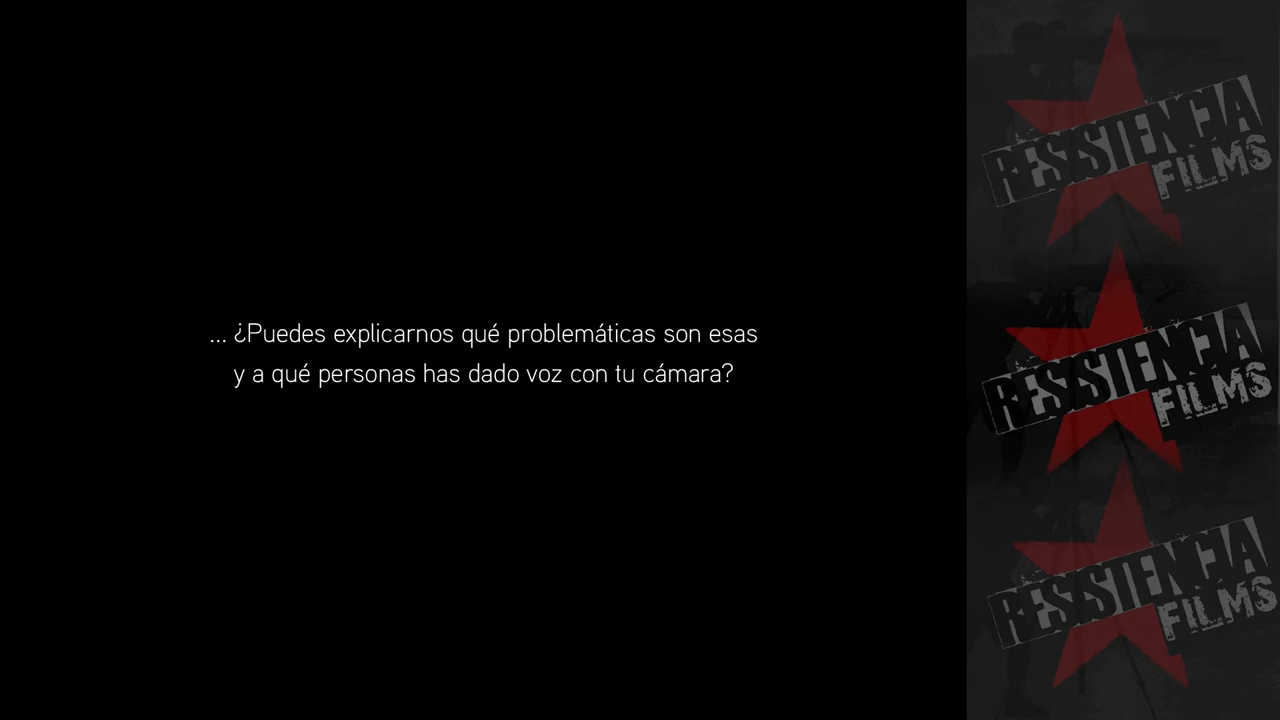 ... ¿Puedes explicarnos qué problemáticas son esas
y a qué personas has dado voz con tu cámara?
RESISTENCIA
FILMS
RESISTENCIA
FILMS
RESISTENCIA
FILMS